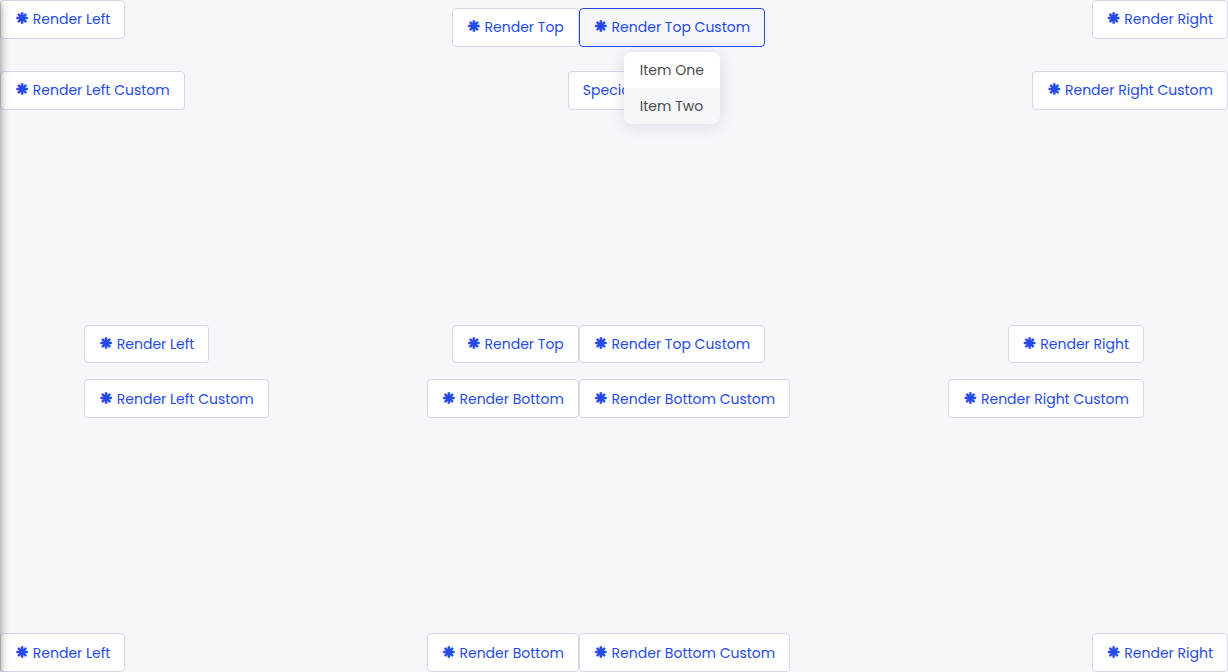 Render Left
Render Top
Render Top Custom
Render Right
Item One
Render Left Custom
Render Right Custom
Item Two
Render Left
Render Top
Render Top Custom
Render Right
Render Left Custom
Render Bottom
Render Bottom Custom
Render Right Custom
Render Left
Render Bottom
Render Bottom Custom
Render Right